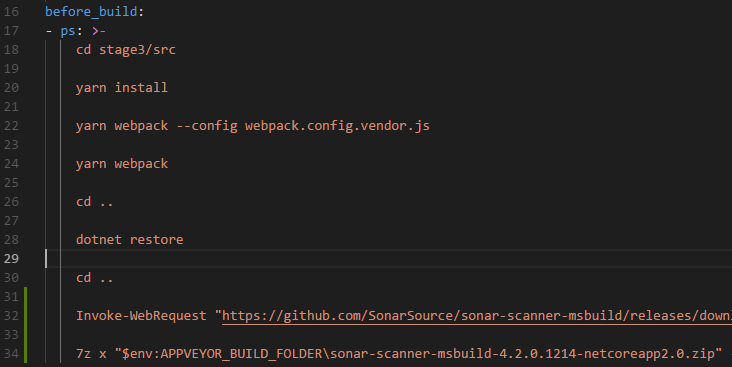 16 before_build:
17 - ps: >-
18 cd stage3/src
19
20 yarn install
21
22 yarn webpack --config webpack.config.vendor.js
23
24 yarn webpack
25
26 cd ..
27
28 dotnet restore
29
30 cd ..
31
32 Invoke-WebRequest "https://github.com/SonarSource/sonar-scanner-msbuild/releases/downl
33
34 7z x "$env:APPVEYOR_BUILD_FOLDER\sonar-scanner-msbuild-4.2.0.1214-netcoreapp2.0.zip"